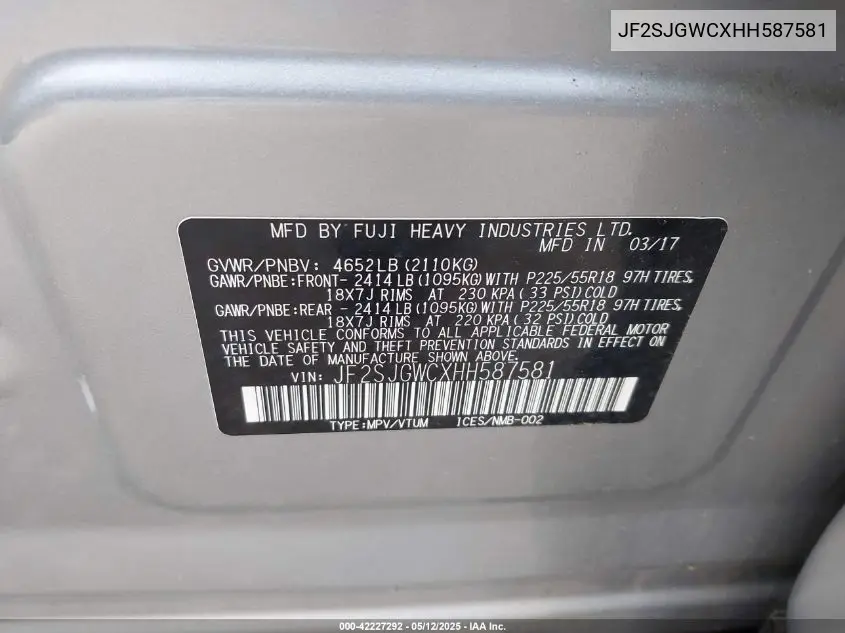 JF2SJGWCXHH587581
MFD BY FUJI HEAVY INDUSTRIES LTD.
MFD IN 03/17
GVWR/PNBV: 4652LB(2110KG)
GAWR/PNBE:FRONT- 2414LB(1095KG)WITH P225/55R18 97H TIRES,
18X7J RIMS AT 230 KPA(33 PSI)COLD
GAWR/PNBE:REAR - 2414LB(1095KG)WITH P225/55R18 97H TIRES,
18X7J RIMS AT 220 KPA(32 PSI)COLD
THIS VEHICLE CONFORMS TO ALL APPLICABLE FEDERAL MOTOR
VEHICLE SAFETY AND THEFT PREVENTION STANDARDS IN EFFECT ON
THE DATE OF MANUFACTURE SHOWN ABOVE.
VIN: JF2SJGWCXHH587581
TYPE:MPV/VTUM ICES/NMB-002
000-42227292 - 05/12/2025 - IAA Inc.